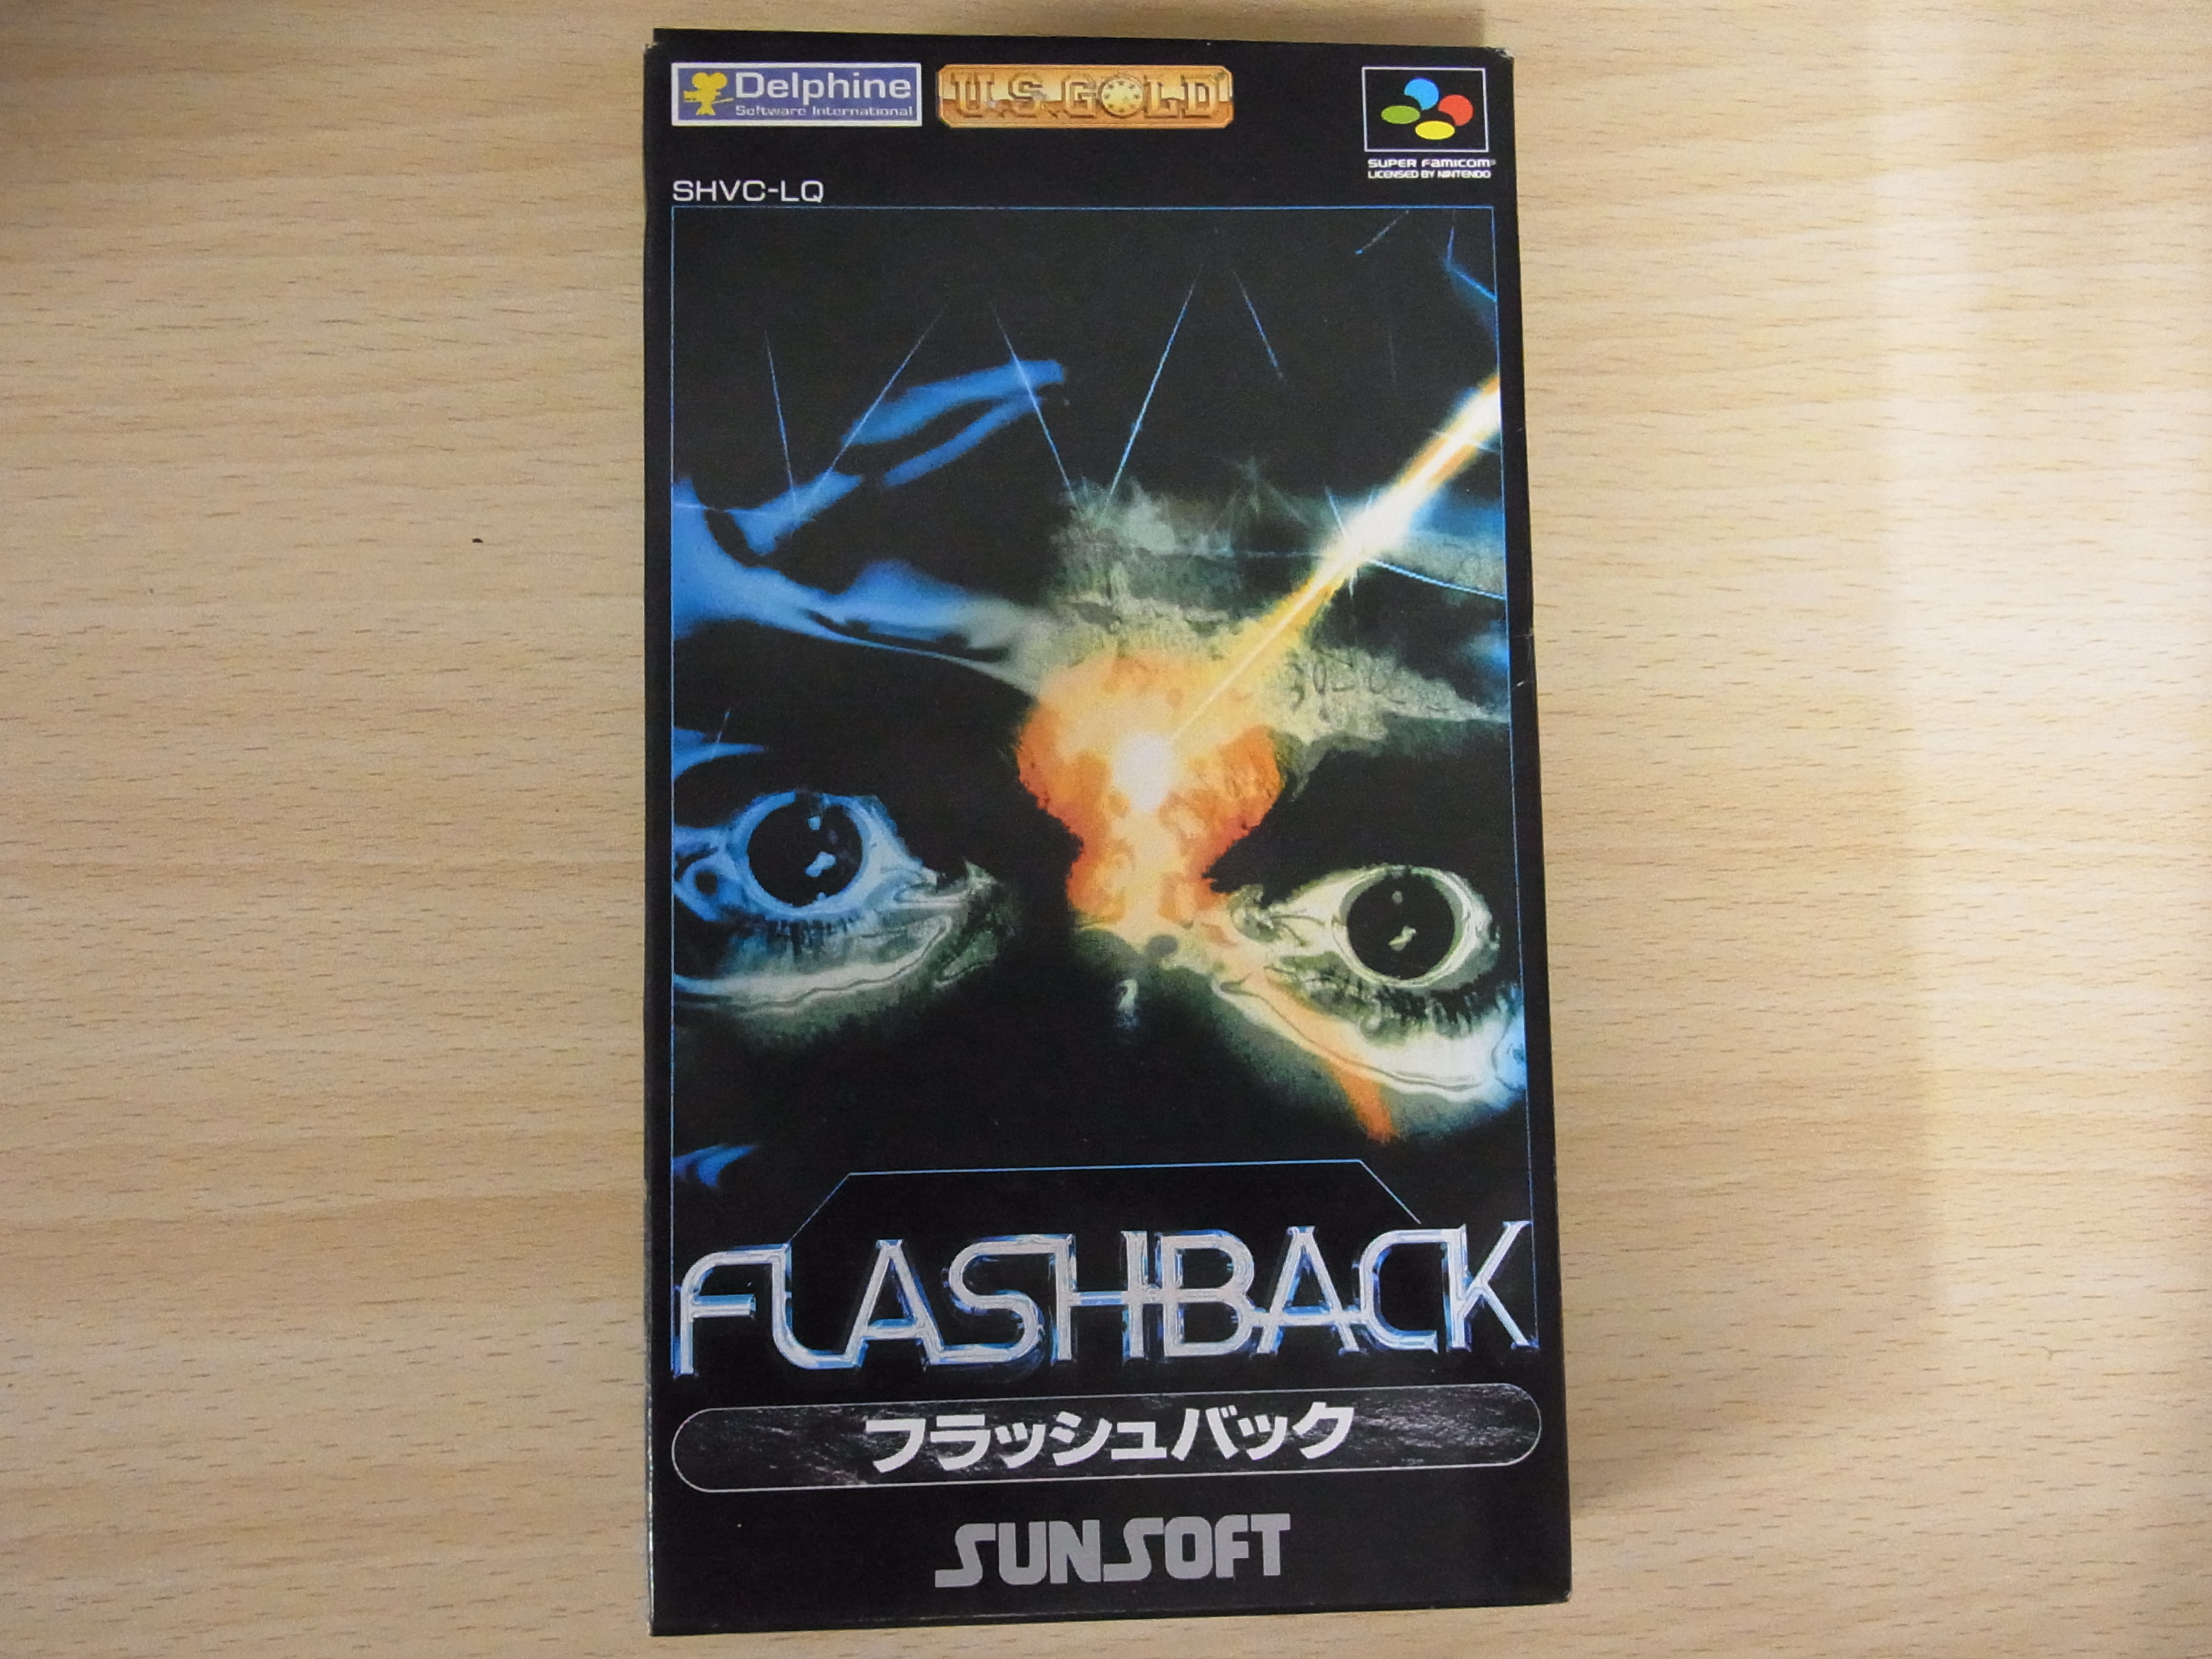 Delphine
Software International
U.S. GOLD
SUPER FAMICOM®
LICENSED BY NINTENDO
SHVC-LQ
FLASHBACK
フラッシュバック
SUNSOFT